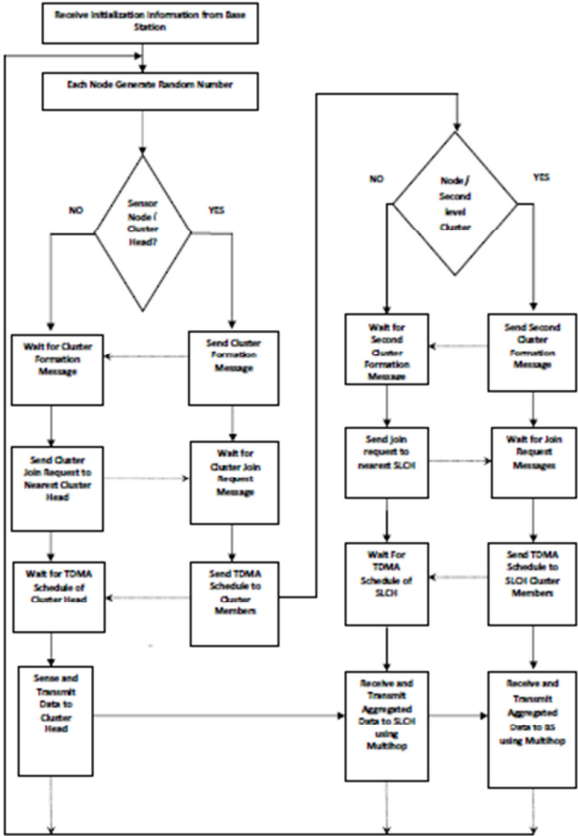 Receive Initialization Information from Base
Station
Each Node Generate Random Number
Sensor
Node /
Cluster
Head?
NO
YES
Wait for Cluster
Formation
Message
Send Cluster
Formation
Message
Send Cluster
Join Request to
Nearest Cluster
Head
Wait for
Cluster Join
Request
Message
Wait for TDMA
Schedule of
Cluster Head
Send TDMA
Schedule to
Cluster
Members
Sense and
Transmit
Data to
Cluster
Head
Node /
Second
level
Cluster
NO
YES
Wait for
Second
Cluster
Formation
Message
Send Second
Cluster
Formation
Message
Send join
request to
nearest SLCH
Wait for Join
Request
Messages
Wait For
TDMA
Schedule of
SLCH
Send TDMA
Schedule to
SLCH Cluster
Members
Receive and
Transmit
Aggregated
Data to SLCH
using
Multihop
Receive and
Transmit
Aggregated
Data to BS
using Multihop